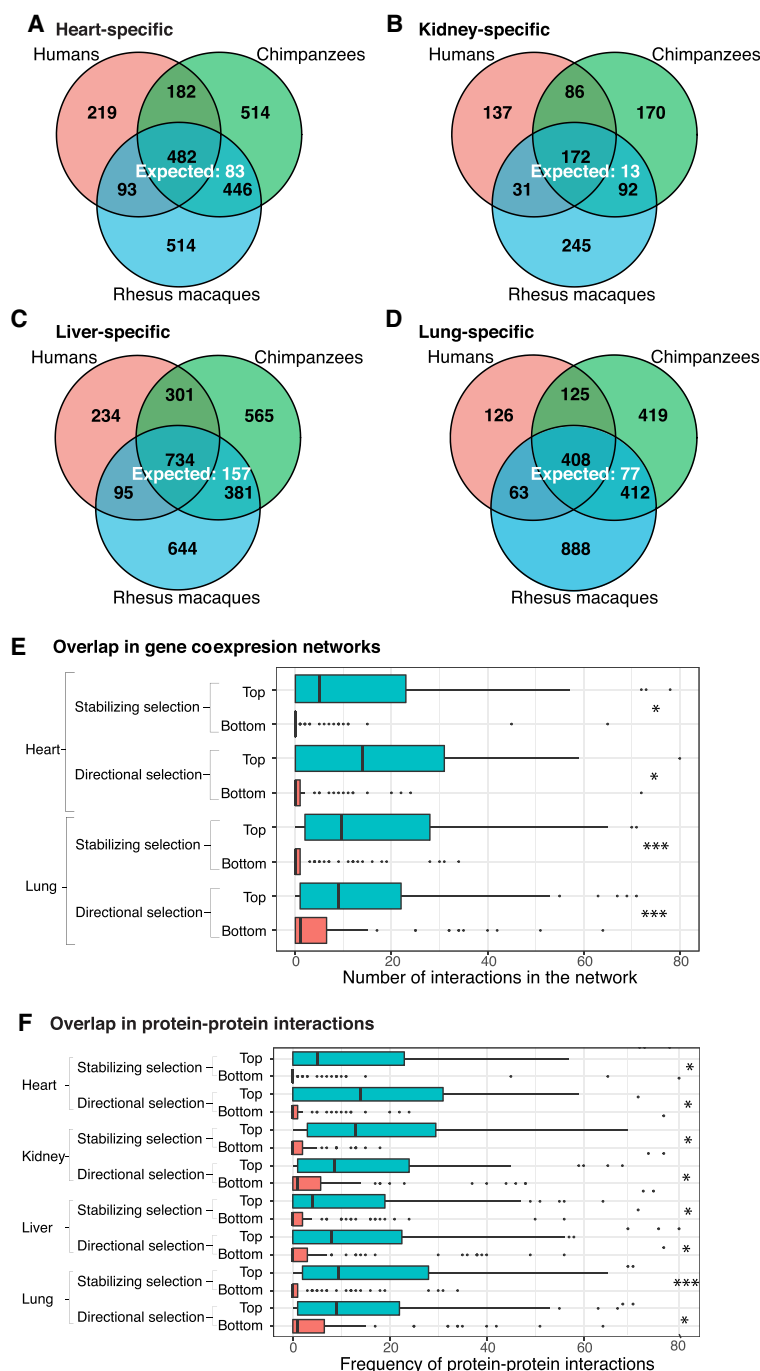 A Heart-specific
Humans Chimpanzees
219 182 514
482
Expected: 83
93 446
514
Rhesus macaques
B Kidney-specific
Humans Chimpanzees
137 86 170
172
Expected: 13
31 92
245
Rhesus macaques
C Liver-specific
Humans Chimpanzees
234 301 565
734
Expected: 157
95 381
644
Rhesus macaques
D Lung-specific
Humans Chimpanzees
126 125 419
408
Expected: 77
63 412
888
Rhesus macaques
E Overlap in gene coexpresion networks
Heart
Stabilizing selection
Top
*
Bottom
Directional selection
Top
*
Bottom
Lung
Stabilizing selection
Top
***
Bottom
Directional selection
Top
***
Bottom
0 20 40 60 80
Number of interactions in the network
F Overlap in protein-protein interactions
Heart
Stabilizing selection
Top
*
Bottom
Directional selection
Top
*
Bottom
Kidney
Stabilizing selection
Top
*
Bottom
Directional selection
Top
*
Bottom
Liver
Stabilizing selection
Top
*
Bottom
Directional selection
Top
*
Bottom
Lung
Stabilizing selection
Top
***
Bottom
Directional selection
Top
*
Bottom
0 20 40 60 80
Frequency of protein-protein interactions